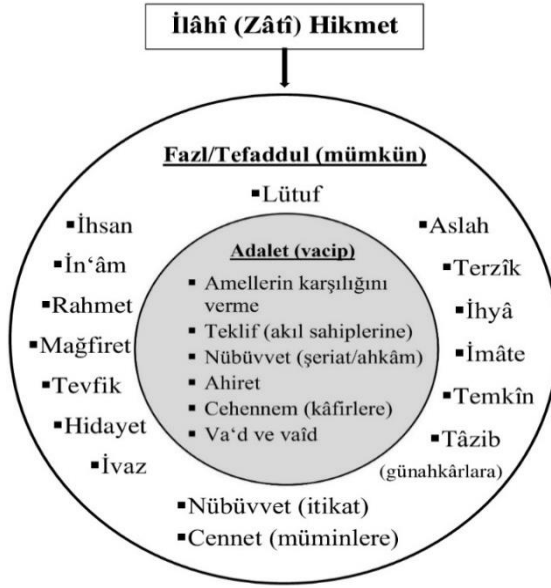 İlâhî (Zâtî) Hikmet
Fazl/Tefaddul (mümkün)
▪Lütuf
▪İhsan
▪İn‘âm
▪Rahmet
▪Mağfiret
▪Tevfik
▪Hidayet
▪İvaz
Adalet (vacip)
▪ Amellerin karşılığını
verme
▪ Teklif (akıl sahiplerine)
▪ Nübüvvet (şeriat/ahkâm)
▪ Ahiret
▪ Cehennem (kâfirlere)
▪ Va‘d ve vaîd
▪Aslah
▪Terzîk
▪İhyâ
▪İmâte
▪Temkîn
▪Tâzib
(günahkârlara)
▪Nübüvvet (itikat)
▪Cennet (müminlere)